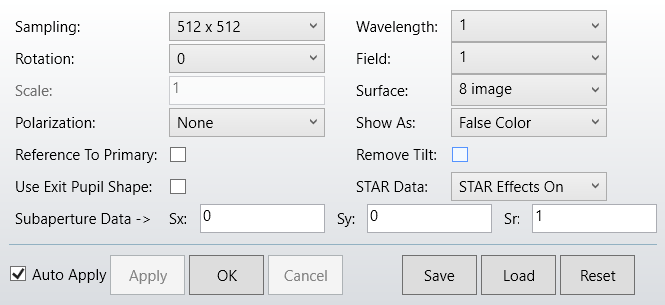 Sampling: 512 x 512 Wavelength: 1
Rotation: 0 Field: 1
Scale: 1 Surface: 8 image
Polarization: None Show As: False Color
Reference To Primary: Remove Tilt:
Use Exit Pupil Shape: STAR Data: STAR Effects On
Subaperture Data -> Sx: 0 Sy: 0 Sr: 1
Auto Apply Apply OK Cancel Save Load Reset